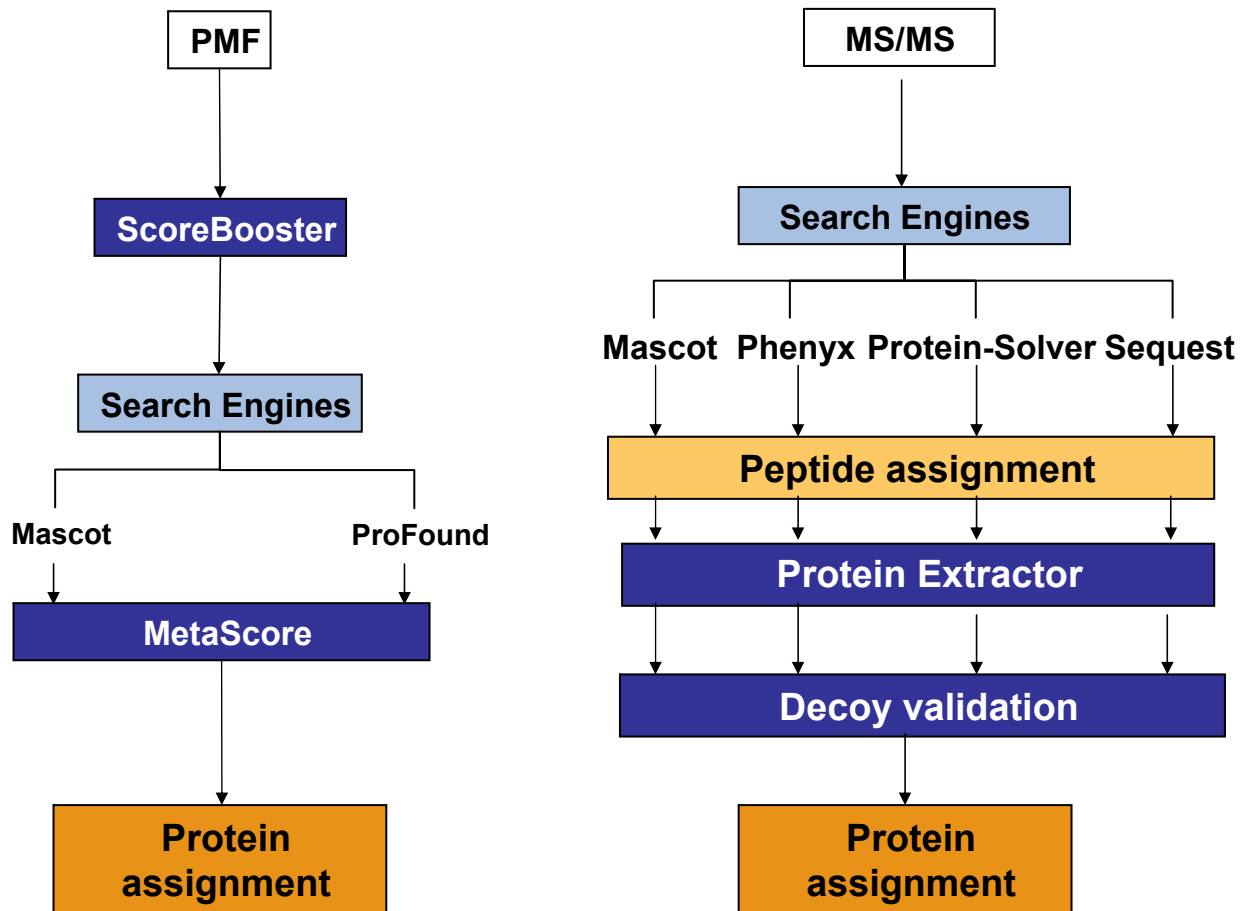 PMF
ScoreBooster
Search Engines
Mascot
ProFound
MetaScore
Protein
assignment
MS/MS
Search Engines
Mascot Phenyx Protein-Solver Sequest
Peptide assignment
Protein Extractor
Decoy validation
Protein
assignment